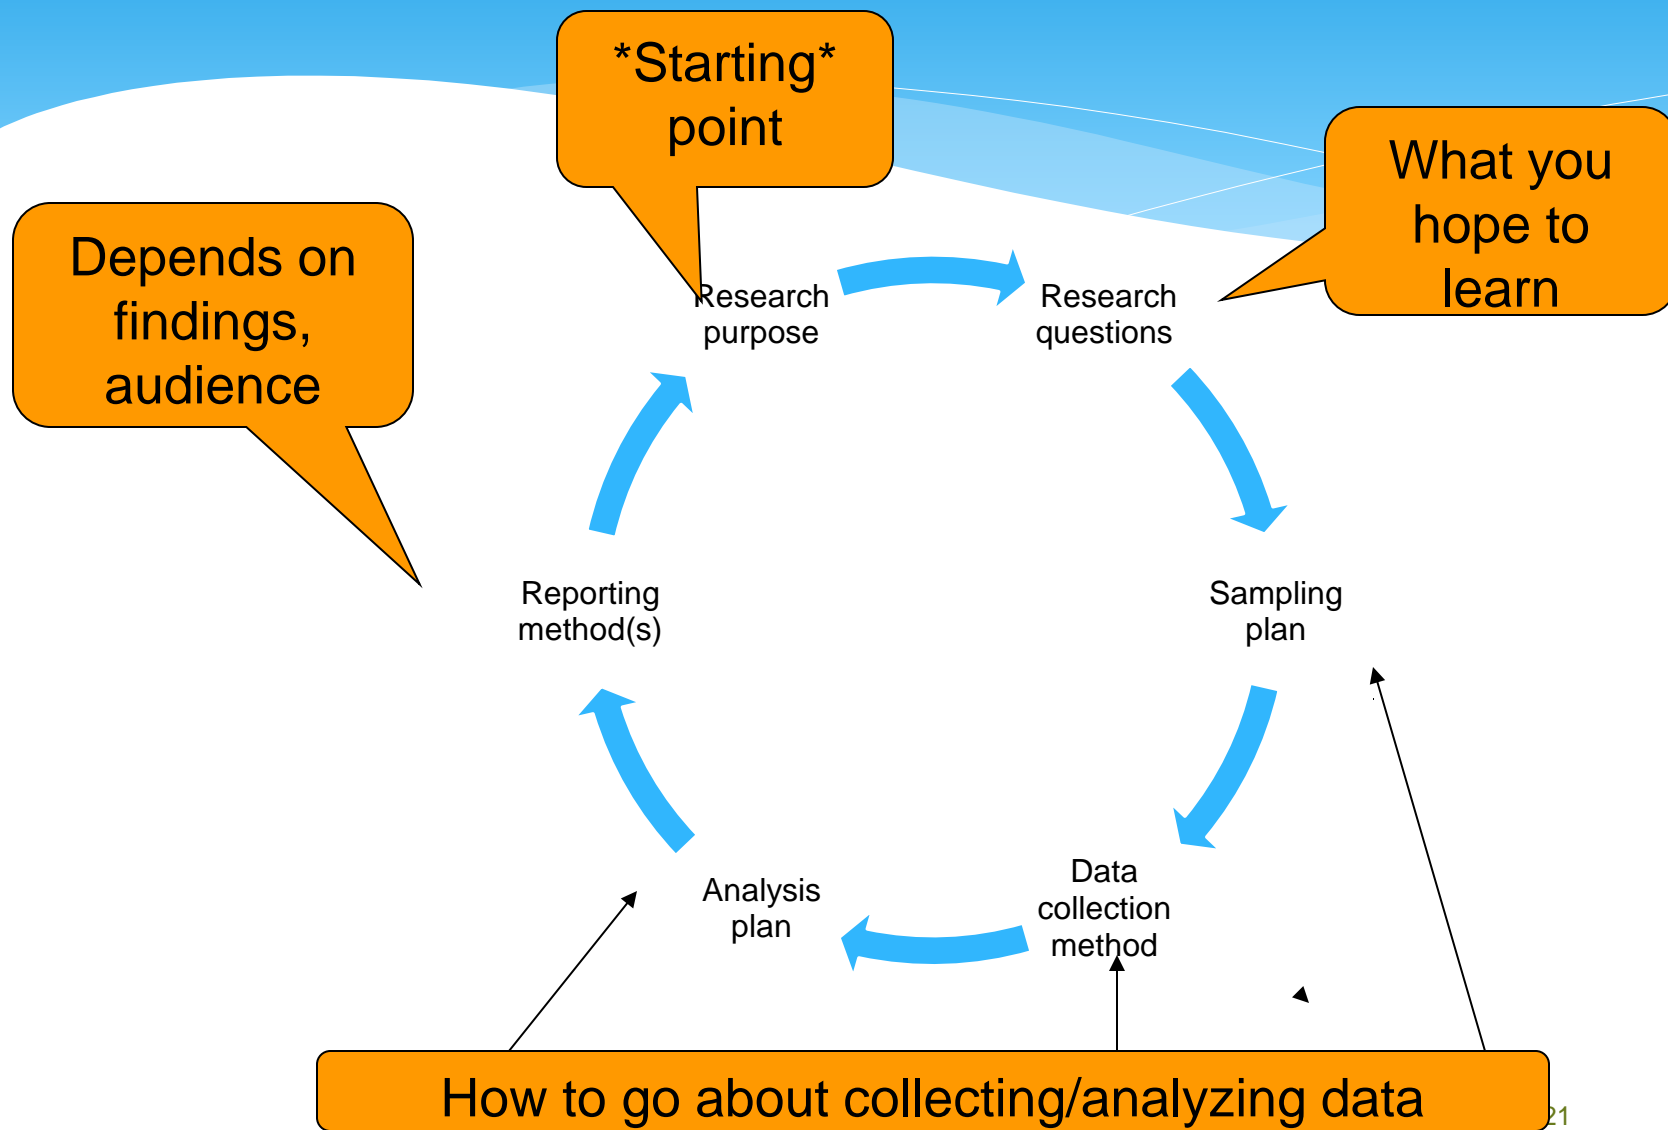 *Starting*
point
What you
hope to
learn
Depends on
findings,
audience
Research
purpose
Research
questions
Reporting
method(s)
Sampling
plan
Analysis
plan
Data
collection
method
How to go about collecting/analyzing data
21